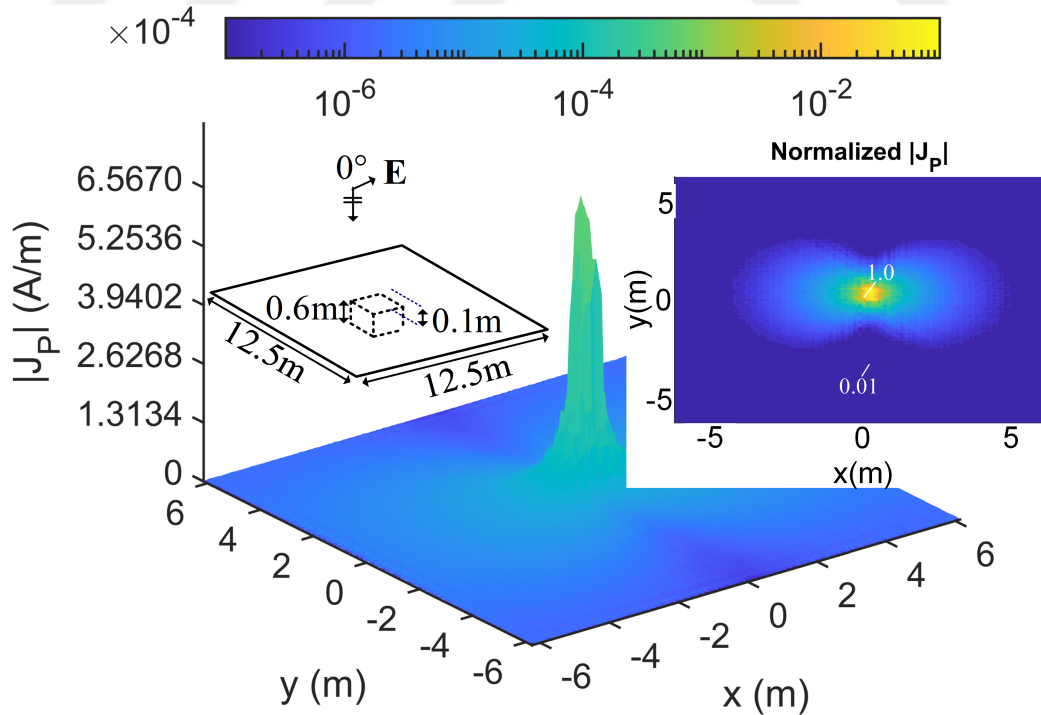 ×10⁻⁴
10⁻⁶ 10⁻⁴ 10⁻²
|J_P| (A/m)
6.5670
5.2536
3.9402
2.6268
1.3134
0
0° E
0.6m
0.1m
12.5m
12.5m
Normalized |J_P|
y(m)
5
0
-5
1.0
0.01
-5 0 5
x(m)
6
4
2
0
-2
-4
-6
y (m)
-6
-4
-2
0
2
4
6
x (m)